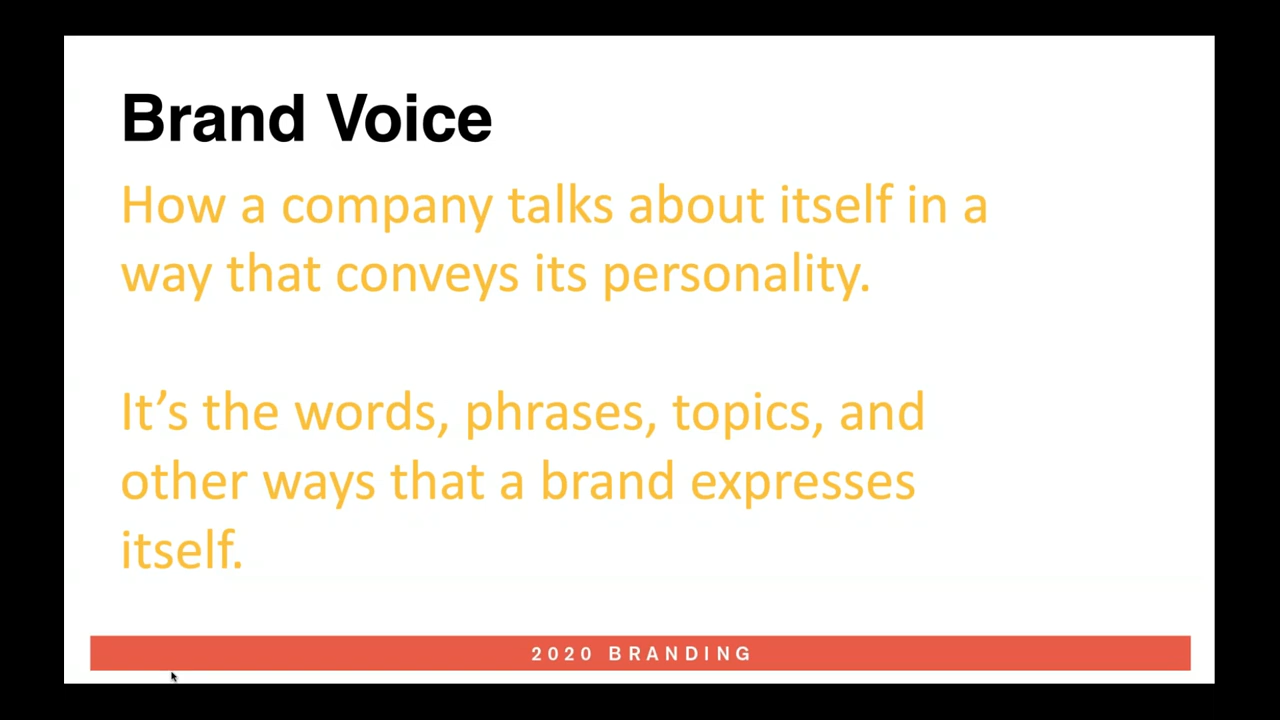 Brand Voice
How a company talks about itself in a
way that conveys its personality.
It’s the words, phrases, topics, and
other ways that a brand expresses
itself.
2020 BRANDING